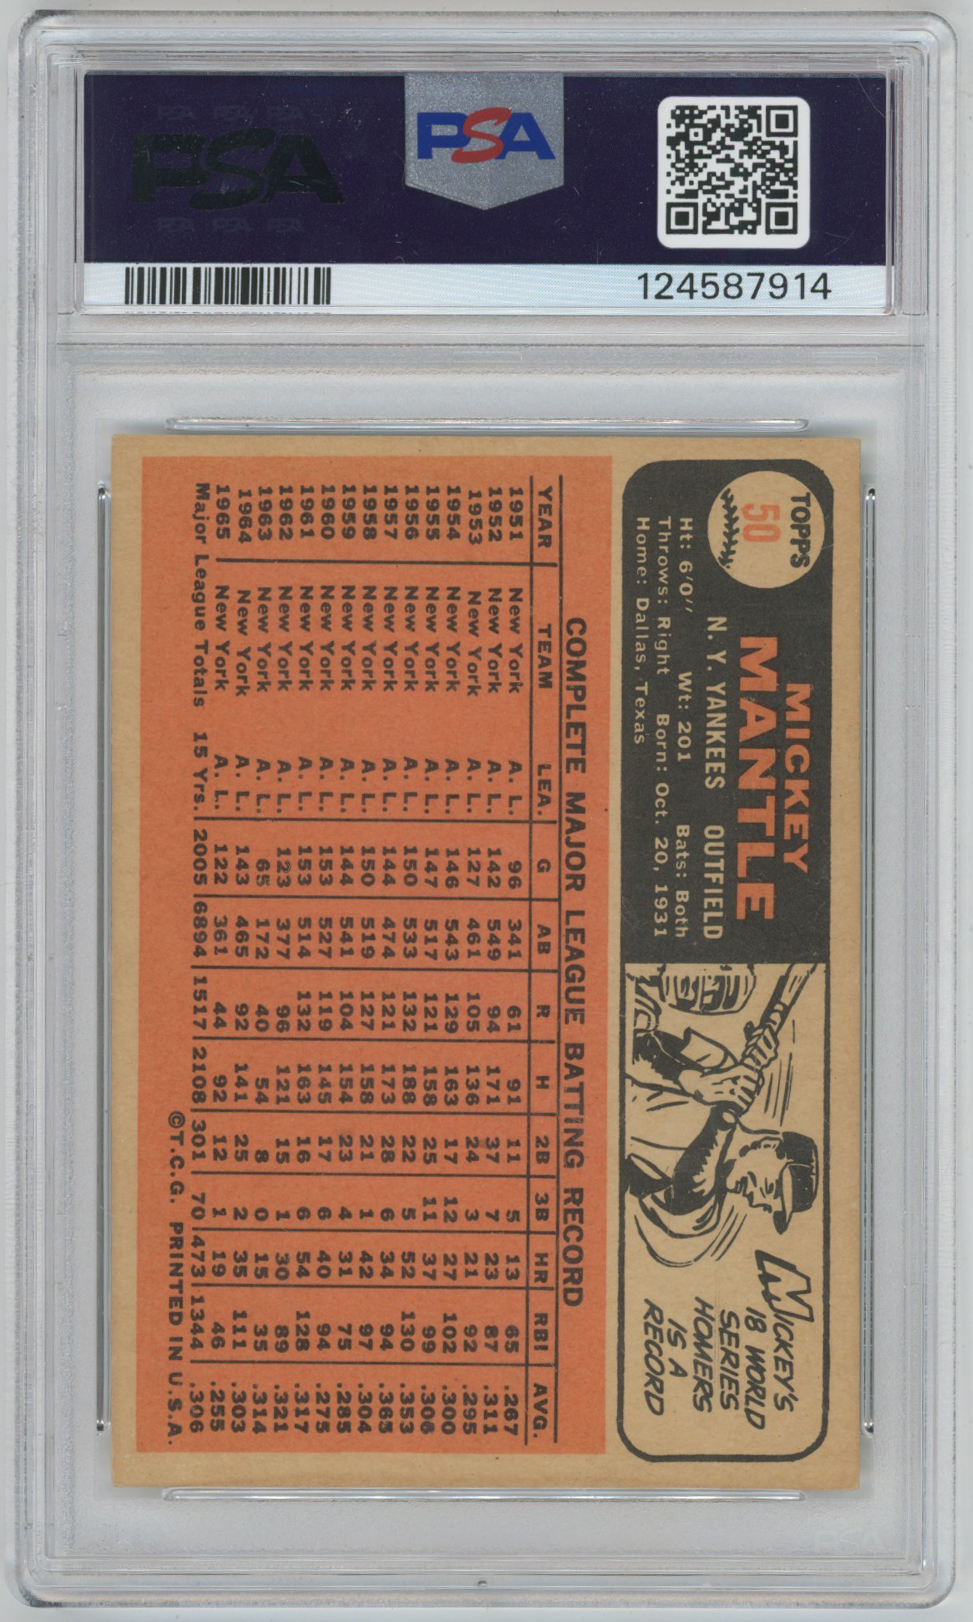 PSA PSA PSA
PSA
PSA PSA PSA
PSA
124587914
TOPPS
50
MICKEY
MANTLE
N. Y. YANKEES OUTFIELD
Ht: 6'0" Wt: 201 Bats: Both
Throws: Right Born: Oct. 20, 1931
Home: Dallas, Texas
MICKEY'S
18 WORLD
SERIES
HOMERS
IS A
RECORD
COMPLETE MAJOR LEAGUE BATTING RECORD
YEAR TEAM LEA. G AB R H 2B 3B HR RBI AVG.
1951 New York A. L. 96 341 61 91 11 5 13 65 .267
1952 New York A. L. 142 549 94 171 37 7 23 87 .311
1953 New York A. L. 127 461 105 136 24 3 21 92 .295
1954 New York A. L. 146 543 129 163 17 12 27 102 .300
1955 New York A. L. 147 517 121 158 25 11 37 99 .306
1956 New York A. L. 150 533 132 188 22 5 52 130 .353
1957 New York A. L. 144 474 121 173 28 6 34 94 .365
1958 New York A. L. 150 519 127 158 21 1 42 97 .304
1959 New York A. L. 144 541 104 154 23 4 31 75 .285
1960 New York A. L. 153 527 119 145 17 6 40 94 .275
1961 New York A. L. 153 514 132 163 16 6 54 128 .317
1962 New York A. L. 123 377 96 121 15 1 30 89 .321
1963 New York A. L. 65 172 40 54 8 0 15 35 .314
1964 New York A. L. 143 465 92 141 25 2 35 111 .303
1965 New York A. L. 122 361 44 92 12 1 19 46 .255
Major League Totals 15 Yrs. 2005 6894 1517 2108 301 70 473 1344 .306
©T.C.G. PRINTED IN U.S.A.